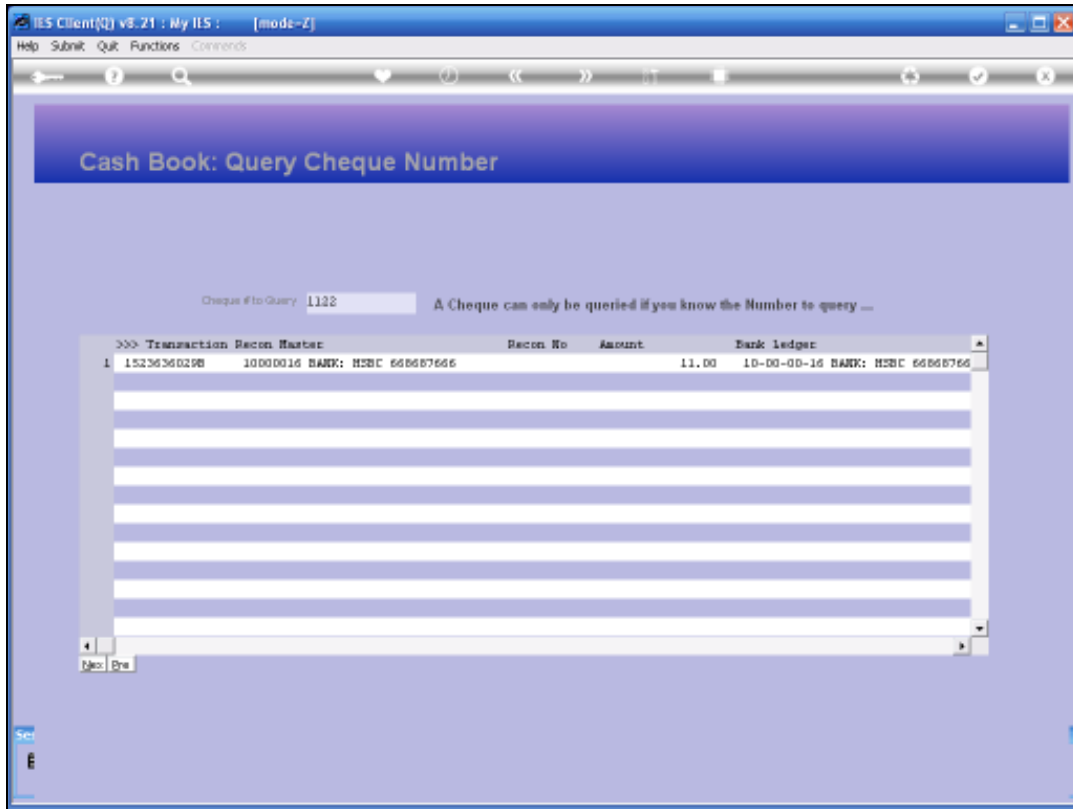 IES Client(Q) v8.21 : My IES : [mode-Z]
Help Submit Quit Functions Commends
Cash Book: Query Cheque Number
Cheque # to Query 1122 A Cheque can only be queried if you know the Number to query ...
>>> Transaction Recon Master Recon No Amount Bank ledger
1 1523636029B 10000016 BANK: HSBC 668687666 11.00 10-00-00-16 BANK: HSBC 66868766
Nex Pre